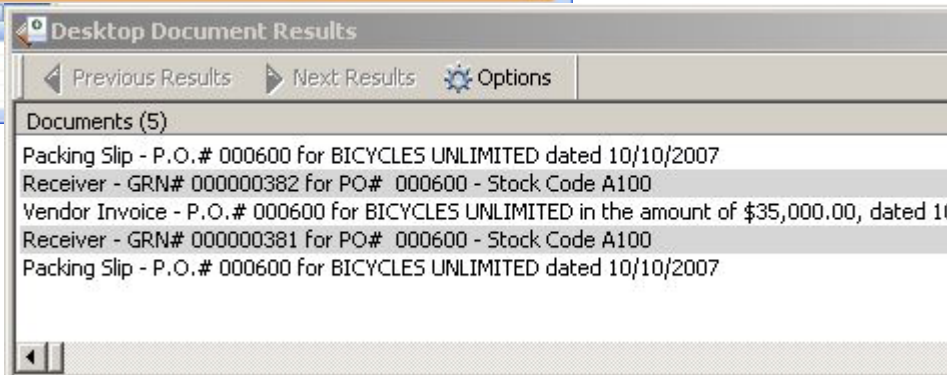 Desktop Document Results
Previous Results Next Results Options
Documents (5)
Packing Slip - P.O.# 000600 for BICYCLES UNLIMITED dated 10/10/2007
Receiver - GRN# 000000382 for PO#  000600 - Stock Code A100
Vendor Invoice - P.O.# 000600 for BICYCLES UNLIMITED in the amount of $35,000.00, dated
Receiver - GRN# 000000381 for PO#  000600 - Stock Code A100
Packing Slip - P.O.# 000600 for BICYCLES UNLIMITED dated 10/10/2007